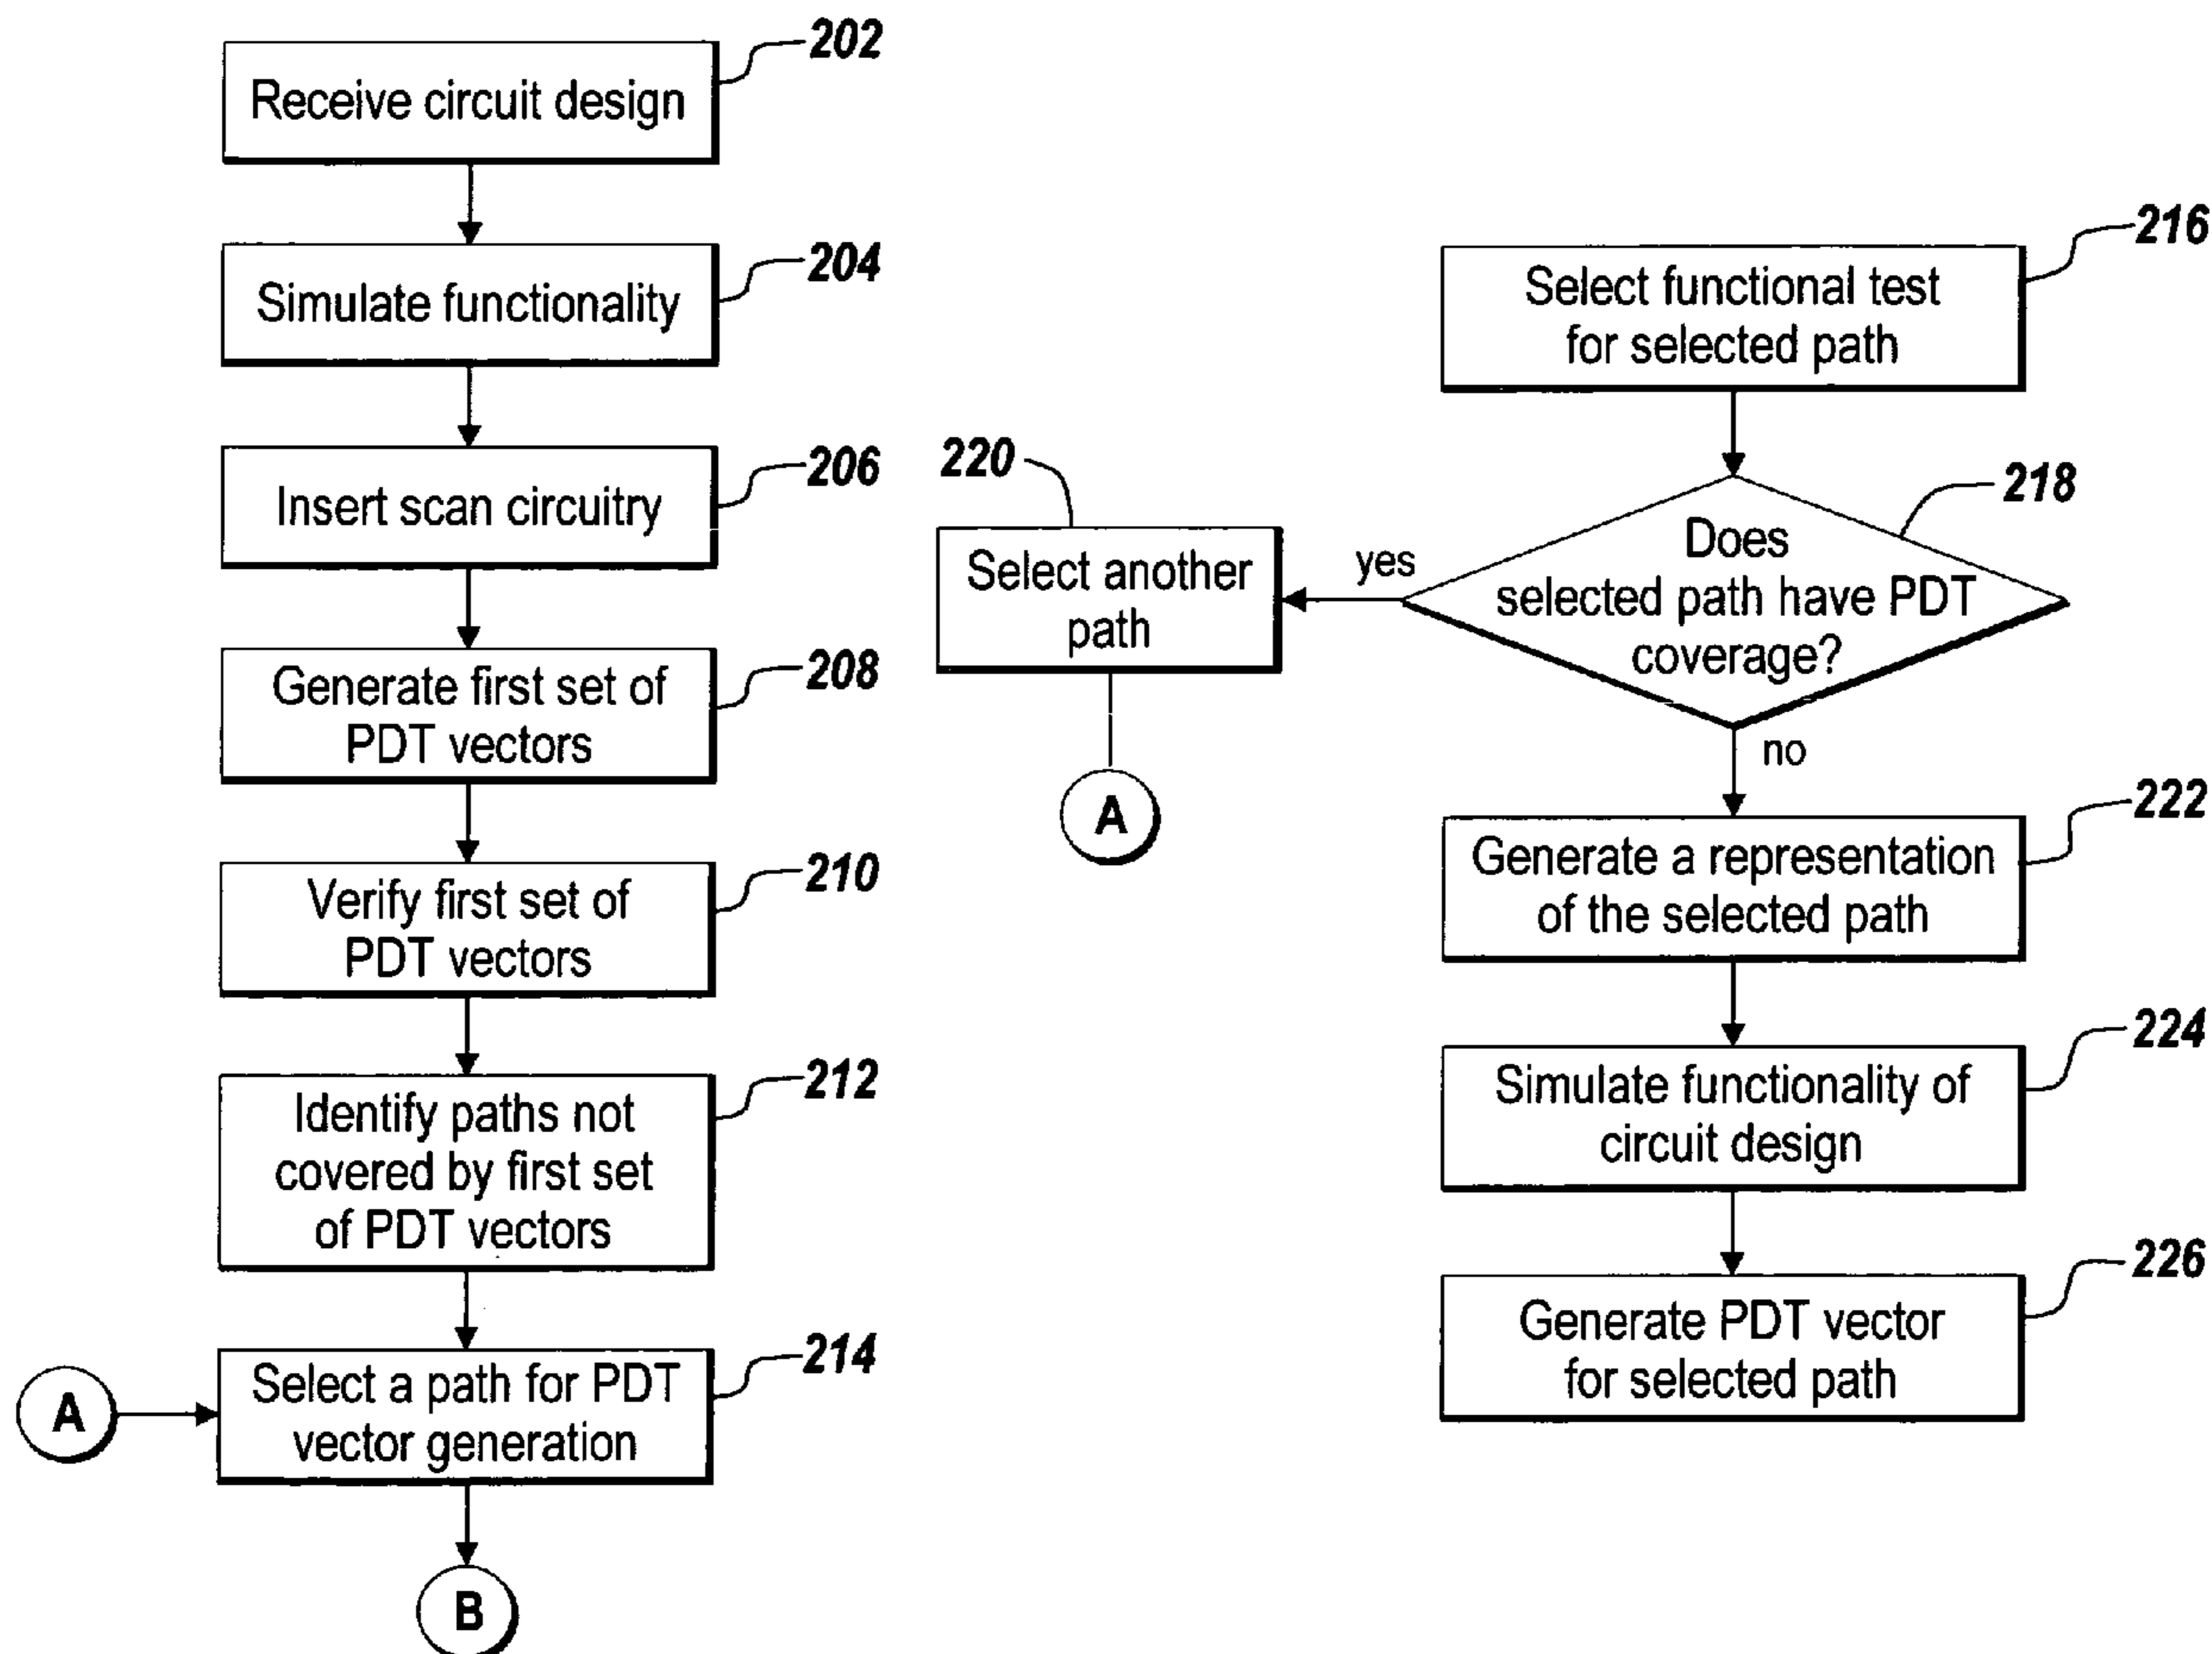 202
Receive circuit design
204
Simulate functionality
206
Insert scan circuitry
208
Generate first set of
PDT vectors
210
Verify first set of
PDT vectors
212
Identify paths not
covered by first set
of PDT vectors
214
Select a path for PDT
vector generation
A
B
216
Select functional test
for selected path
218
Does
selected path have PDT
coverage?
yes
220
Select another
path
A
no
222
Generate a representation
of the selected path
224
Simulate functionality of
circuit design
226
Generate PDT vector
for selected path